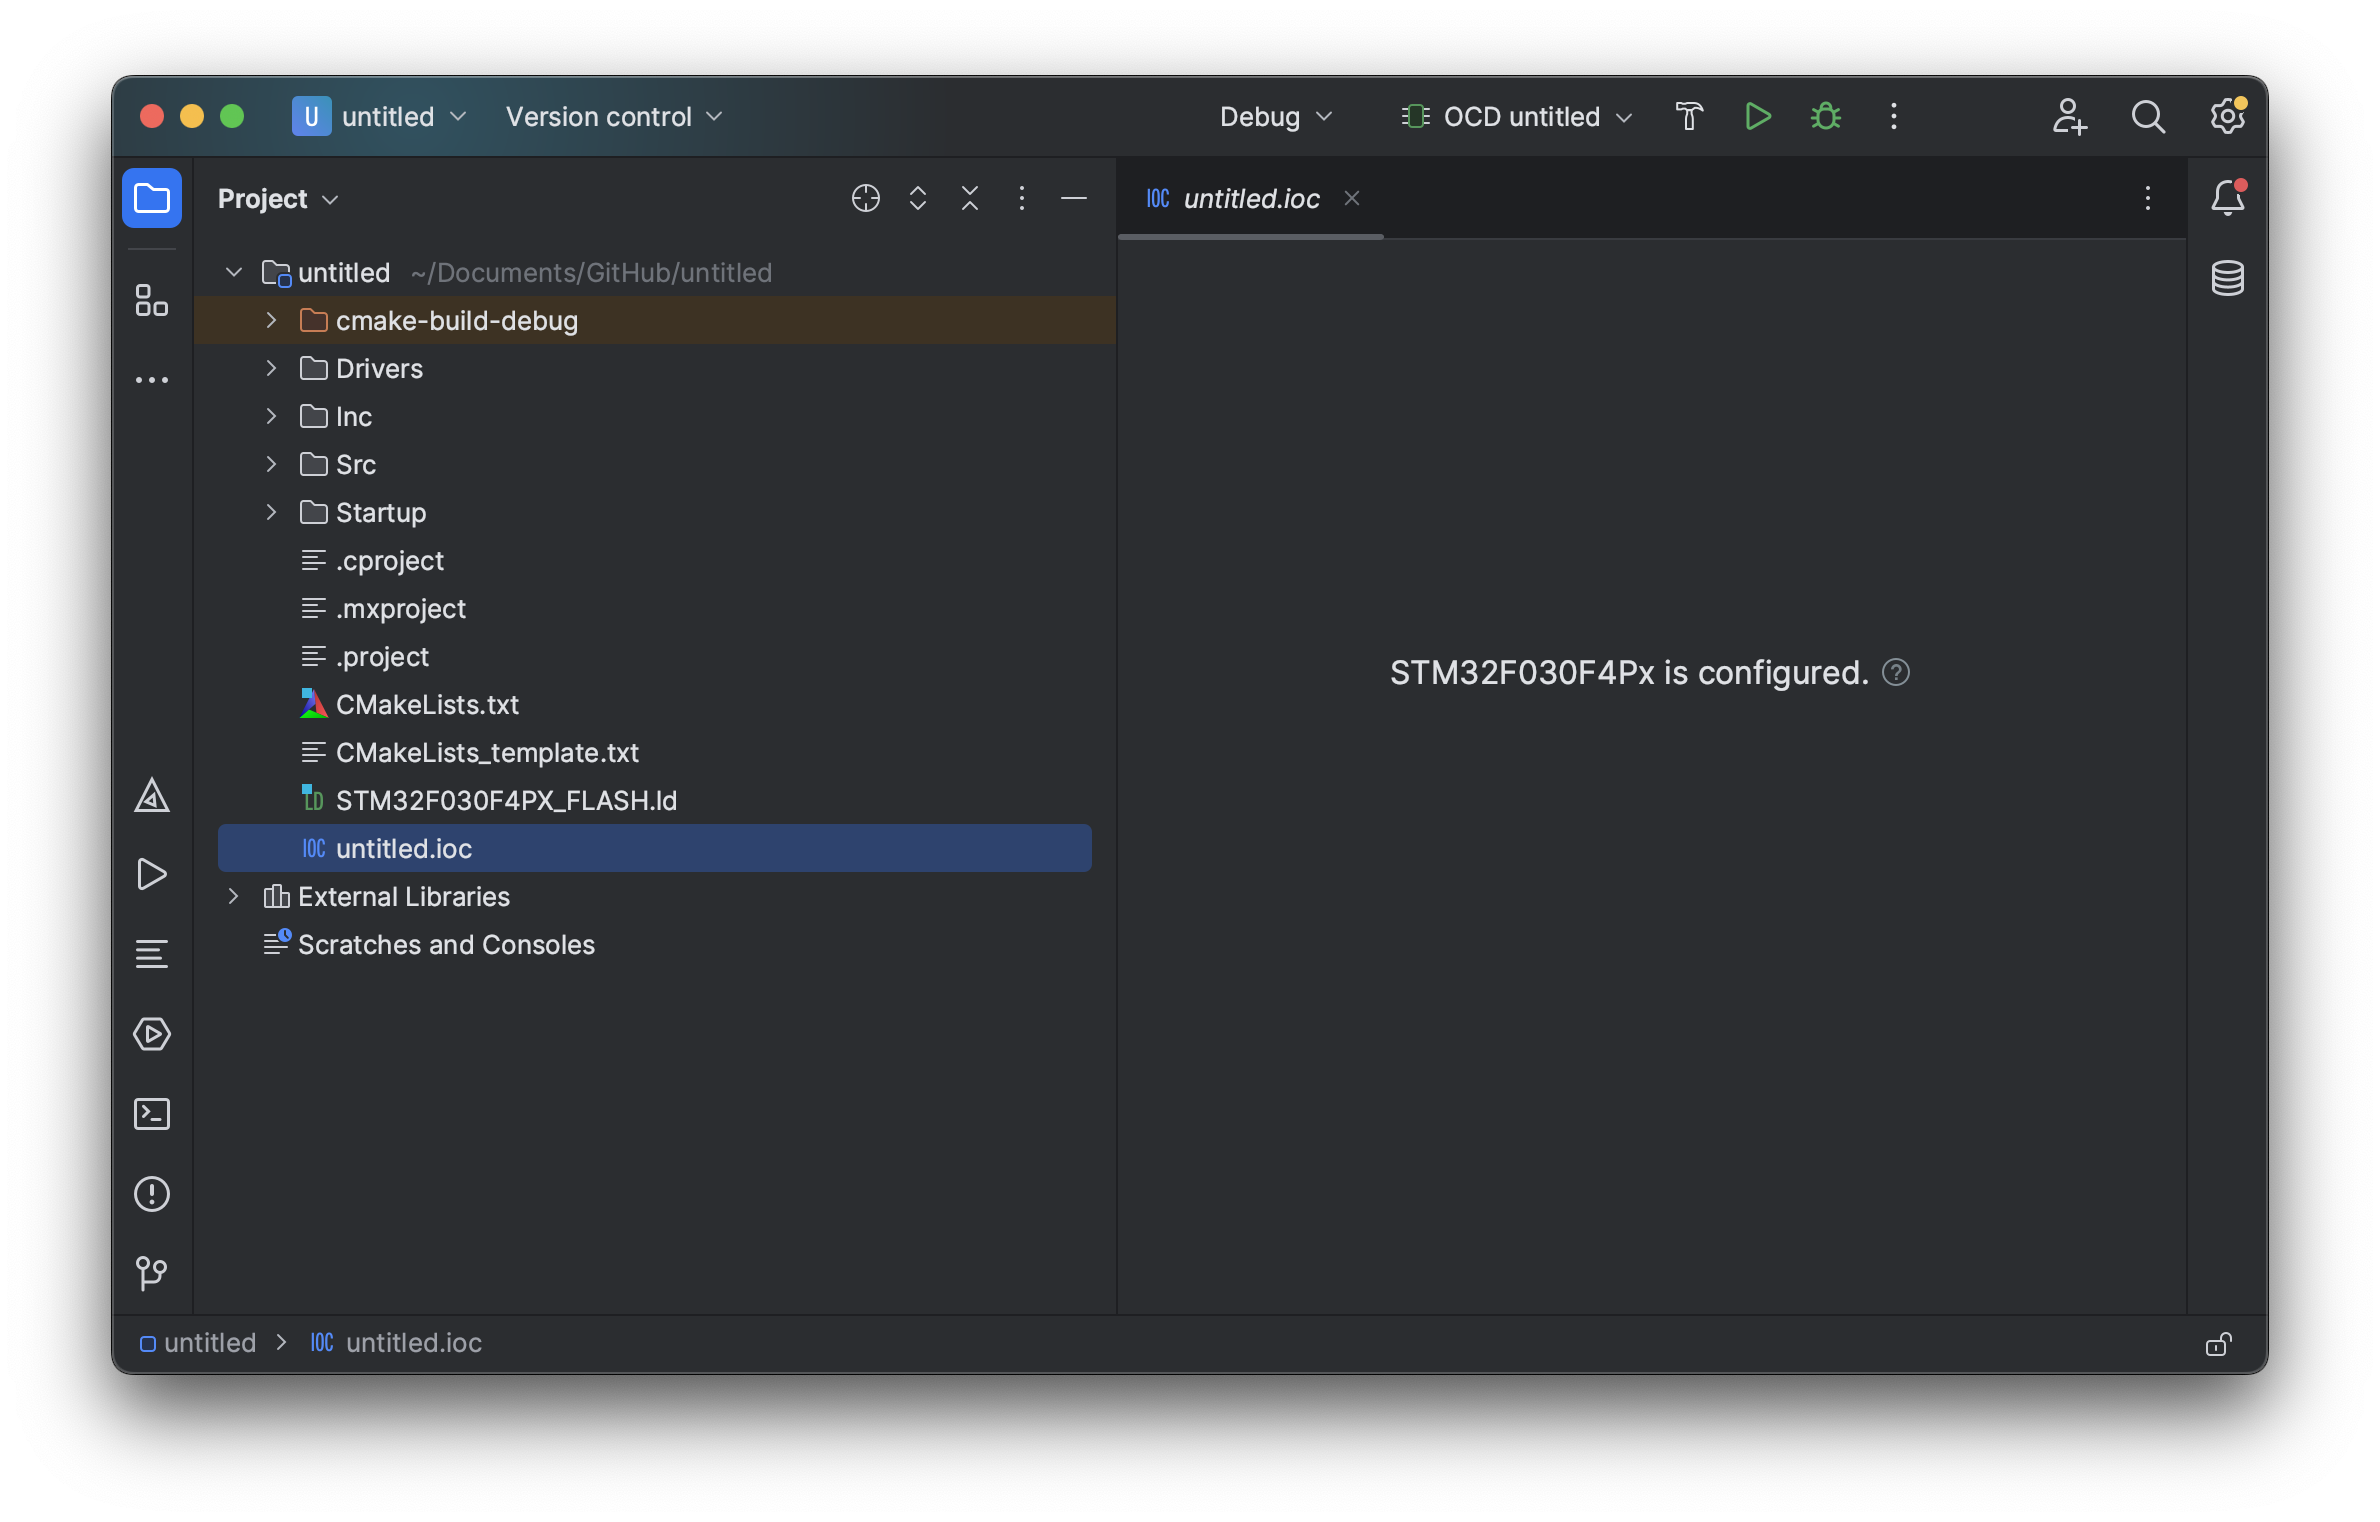 U untitled Version control Debug OCD untitled
Project
IOC untitled.ioc
untitled ~/Documents/GitHub/untitled
cmake-build-debug
Drivers
Inc
Src
Startup
.cproject
.mxproject
.project
CMakeLists.txt
CMakeLists_template.txt
LD STM32F030F4PX_FLASH.ld
IOC untitled.ioc
External Libraries
Scratches and Consoles
STM32F030F4Px is configured. ?
untitled > IOC untitled.ioc